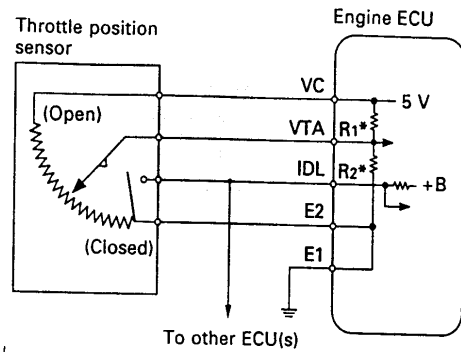 Engine ECU
Throttle position
sensor
VC
5 V
(Open)
VTA
R1*
IDL
R2*
+B
E2
(Closed)
E1
To other ECU(s)